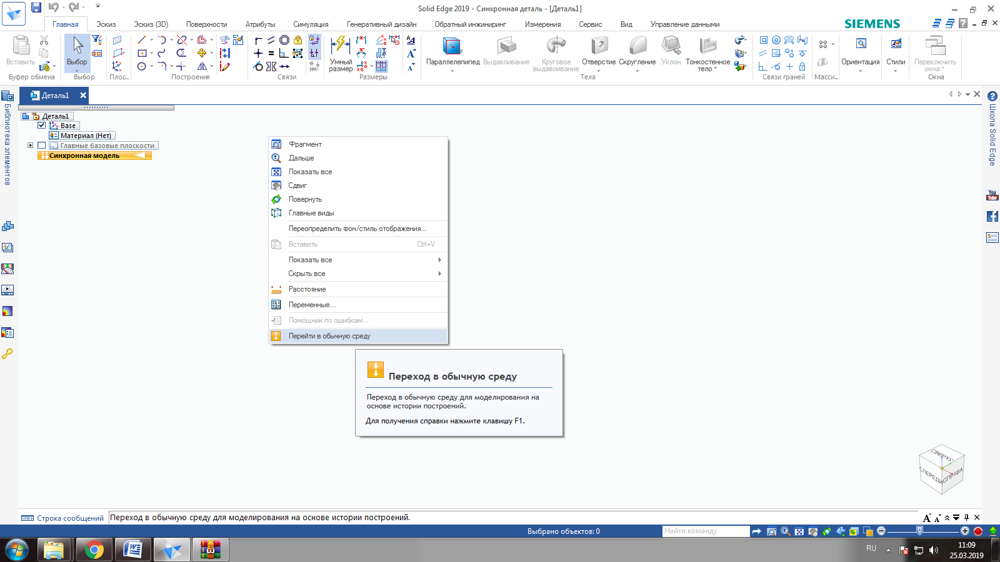 Solid Edge 2019 - Синхронная деталь - [Деталь1]
Главная Эскиз Эскиз (3D) Поверхности Атрибуты Симуляция Генеративный дизайн Обратный инжиниринг Измерения Сервис Вид Управление данными
SIEMENS
Вставить
Буфер обмена
Выбор
Выбор
Плос...
Построения
Связи
Умный размер
Размеры
Параллелепипед
Выдавливание
Круговое выдавливание
Отверстие
Скругление
Уклон
Тонкостенное тело
Тела
Связи граней
Масси...
Ориентация
Стили
Переключить окна
Окна
Деталь1
Библиотека элементов
Школа Solid Edge
Деталь1
Base
Материал (Нет)
Главные базовые плоскости
Синхронная модель
Фрагмент
Дальше
Показать все
Сдвиг
Повернуть
Главные виды
Переопределить фон/стиль отображения...
Вставить Ctrl+V
Показать все
Скрыть все
Расстояние
Переменные...
Помощник по ошибкам...
Перейти в обычную среду
Переход в обычную среду
Переход в обычную среду для моделирования на
основе истории построений.
Для получения справки нажмите клавишу F1.
You
Tube
СВЕРХУ
СПЕРЕДИ
СПРАВА
Строка сообщений
Переход в обычную среду для моделирования на основе истории построений.
Выбрано объектов: 0
Найти команду
RU
11:09
25.03.2019